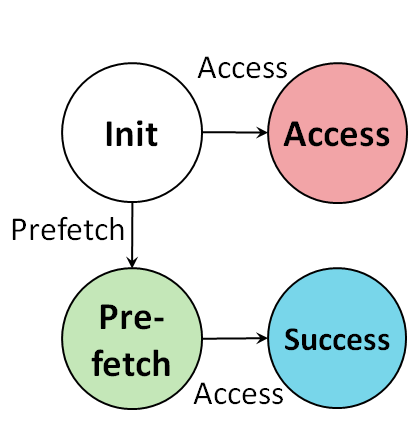 Access
Init
Access
Prefetch
Pre-
fetch
Success
Access